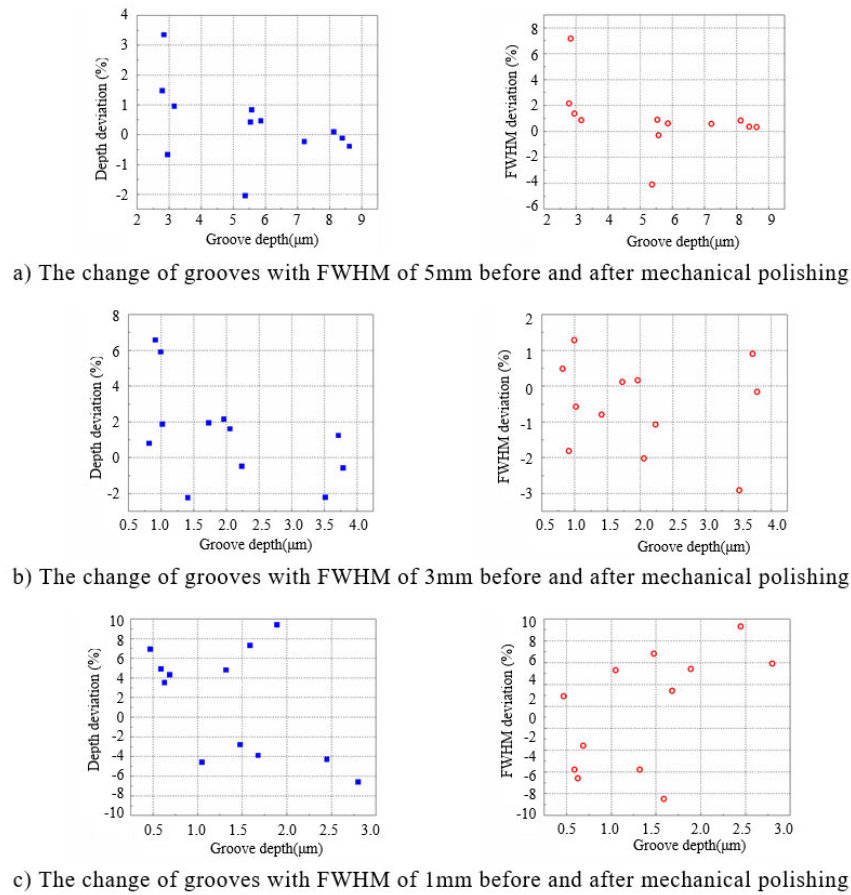 4
3
2
1
0
-1
-2
Depth deviation (%)
2 3 4 5 6 7 8 9
Groove depth(μm)
8
6
4
2
0
-2
-4
-6
FWHM deviation (%)
2 3 4 5 6 7 8 9
Groove depth(μm)
a) The change of grooves with FWHM of 5mm before and after mechanical polishing
8
6
4
2
0
-2
Depth deviation (%)
0.5 1.0 1.5 2.0 2.5 3.0 3.5 4.0
Groove depth(μm)
2
1
0
-1
-2
-3
FWHM deviation (%)
0.5 1.0 1.5 2.0 2.5 3.0 3.5 4.0
Groove depth(μm)
b) The change of grooves with FWHM of 3mm before and after mechanical polishing
10
8
6
4
2
0
-2
-4
-6
-8
-10
Depth deviation (%)
0.5 1.0 1.5 2.0 2.5 3.0
Groove depth(μm)
10
8
6
4
2
0
-2
-4
-6
-8
-10
FWHM deviation (%)
0.5 1.0 1.5 2.0 2.5 3.0
Groove depth(μm)
c) The change of grooves with FWHM of 1mm before and after mechanical polishing